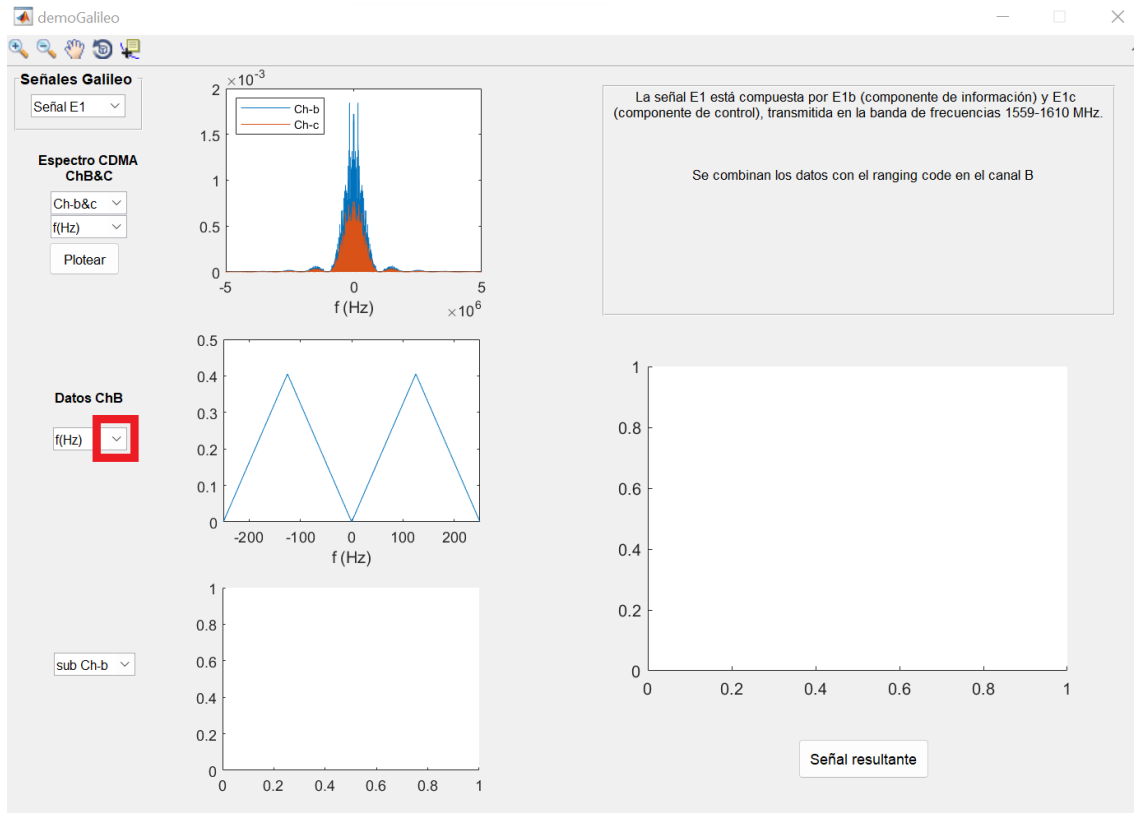 demoGalileo
Señales Galileo
Señal E1
Espectro CDMA
ChB&C
Ch-b&c
f(Hz)
Plotear
×10⁻³
2
1.5
1
0.5
0
Ch-b
Ch-c
-5 0 5
f (Hz)
×10⁶
La señal E1 está compuesta por E1b (componente de información) y E1c
(componente de control), transmitida en la banda de frecuencias 1559-1610 MHz.
Se combinan los datos con el ranging code en el canal B
Datos ChB
f(Hz)
0.5
0.4
0.3
0.2
0.1
0
-200 -100 0 100 200
f (Hz)
sub Ch-b
1
0.8
0.6
0.4
0.2
0
0 0.2 0.4 0.6 0.8 1
1
0.8
0.6
0.4
0.2
0
0 0.2 0.4 0.6 0.8 1
Señal resultante